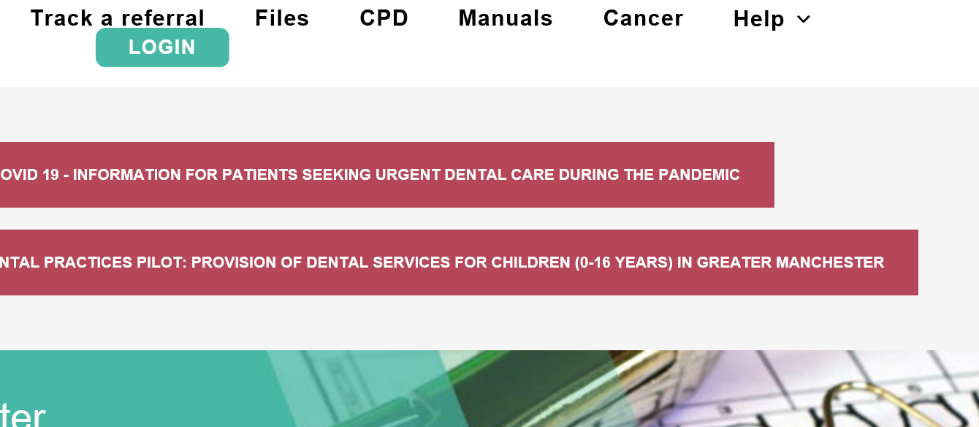 Track a referral Files CPD Manuals Cancer Help
LOGIN
OVID 19 - INFORMATION FOR PATIENTS SEEKING URGENT DENTAL CARE DURING THE PANDEMIC
NTAL PRACTICES PILOT: PROVISION OF DENTAL SERVICES FOR CHILDREN (0-16 YEARS) IN GREATER MANCHESTER
ter